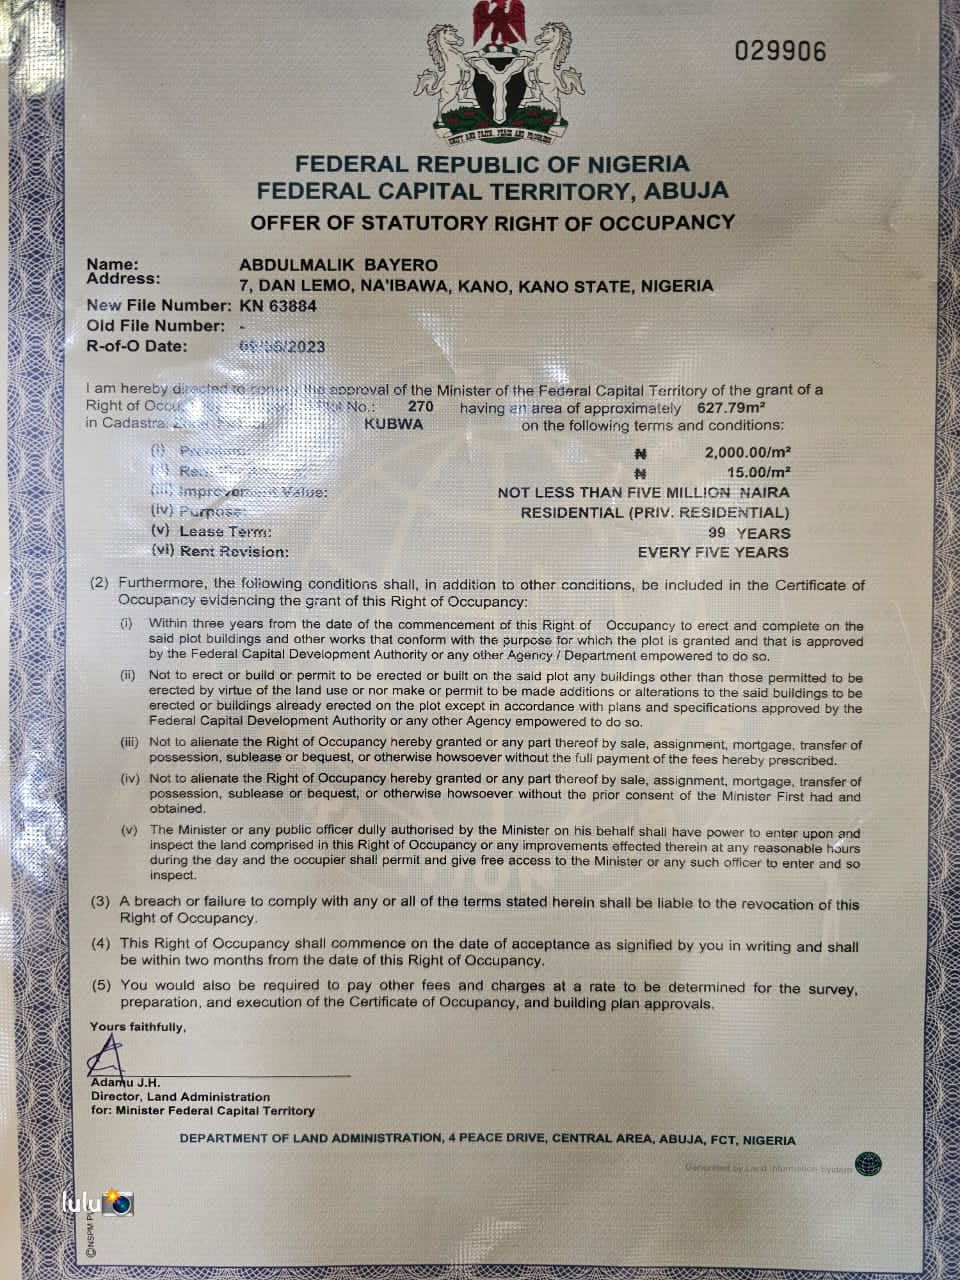 029906
UNITY AND FAITH, PEACE AND PROGRESS
FEDERAL REPUBLIC OF NIGERIA
FEDERAL CAPITAL TERRITORY, ABUJA
OFFER OF STATUTORY RIGHT OF OCCUPANCY
Name: ABDULMALIK BAYERO
Address: 7, DAN LEMO, NA'IBAWA, KANO, KANO STATE, NIGERIA
New File Number: KN 63884
Old File Number: -
R-of-O Date: /2023
I am hereby directed to convey the approval of the Minister of the Federal Capital Territory of the grant of a
Right of No.: 270 having an area of approximately 627.79m²
in KUBWA on the following terms and conditions:
(i) Premium: ₦ 2,000.00/m²
₦ 15.00/m²
(iii) Improvement Value: NOT LESS THAN FIVE MILLION NAIRA
(iv) Purpose: RESIDENTIAL (PRIV. RESIDENTIAL)
(v) Lease Term: 99 YEARS
(vi) Rent Revision: EVERY FIVE YEARS
(2) Furthermore, the following conditions shall, in addition to other conditions, be included in the Certificate of
Occupancy evidencing the grant of this Right of Occupancy:
(i) Within three years from the date of the commencement of this Right of Occupancy to erect and complete on the
said plot buildings and other works that conform with the purpose for which the plot is granted and that is approved
by the Federal Capital Development Authority or any other Agency / Department empowered to do so.
(ii) Not to erect or build or permit to be erected or built on the said plot any buildings other than those permitted to be
erected by virtue of the land use or nor make or permit to be made additions or alterations to the said buildings to be
erected or buildings already erected on the plot except in accordance with plans and specifications approved by the
Federal Capital Development Authority or any other Agency empowered to do so.
(iii) Not to alienate the Right of Occupancy hereby granted or any part thereof by sale, assignment, mortgage, transfer of
possession, sublease or bequest, or otherwise howsoever without the full payment of the fees hereby prescribed.
(iv) Not to alienate the Right of Occupancy hereby granted or any part thereof by sale, assignment, mortgage, transfer of
possession, sublease or bequest, or otherwise howsoever without the prior consent of the Minister First had and
obtained.
(v) The Minister or any public officer dully authorised by the Minister on his behalf shall have power to enter upon and
inspect the land comprised in this Right of Occupancy or any improvements effected therein at any reasonable hours
during the day and the occupier shall permit and give free access to the Minister or any such officer to enter and so
inspect.
(3) A breach or failure to comply with any or all of the terms stated herein shall be liable to the revocation of this
Right of Occupancy.
(4) This Right of Occupancy shall commence on the date of acceptance as signified by you in writing and shall
be within two months from the date of this Right of Occupancy.
(5) You would also be required to pay other fees and charges at a rate to be determined for the survey,
preparation, and execution of the Certificate of Occupancy, and building plan approvals.
Yours faithfully,
Adamu J.H.
Director, Land Administration
for: Minister Federal Capital Territory
DEPARTMENT OF LAND ADMINISTRATION, 4 PEACE DRIVE, CENTRAL AREA, ABUJA, FCT, NIGERIA
Generated by Land Information System
lulu
©NSPM